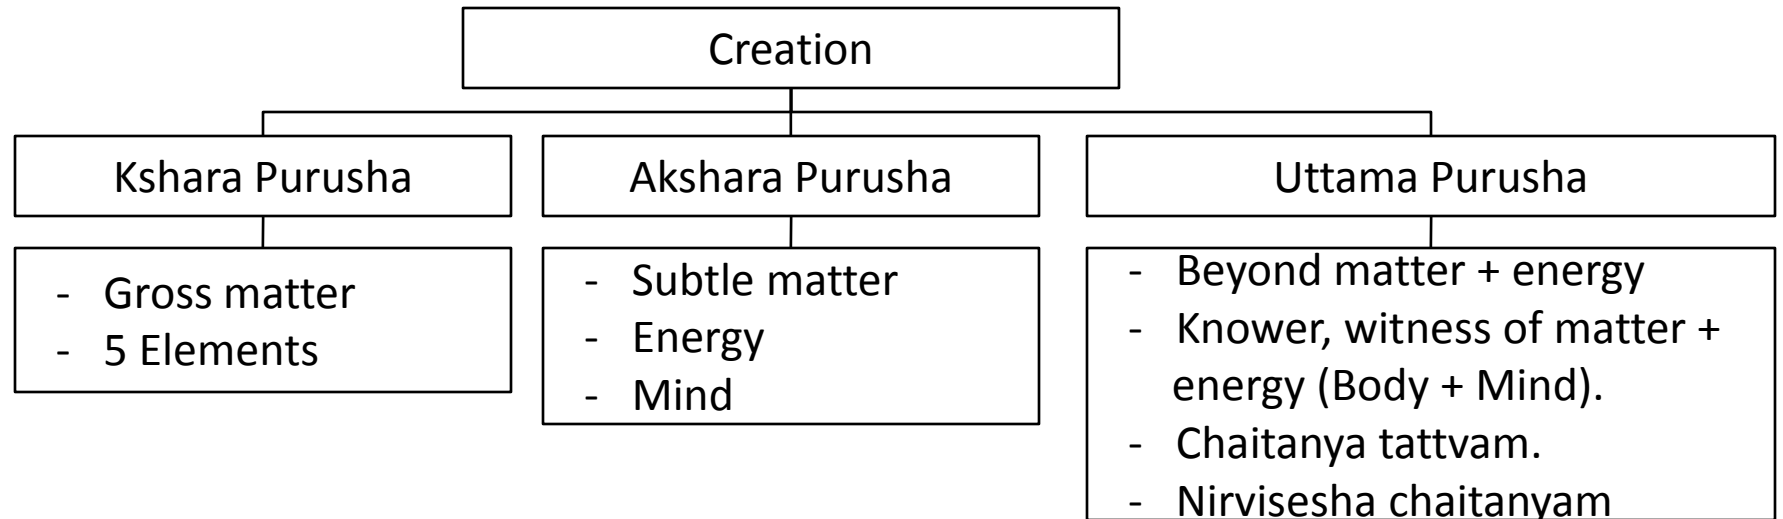 Creation
Kshara Purusha
Akshara Purusha
Uttama Purusha
- Gross matter
- 5 Elements
- Subtle matter
- Energy
- Mind
- Beyond matter + energy
- Knower, witness of matter +
energy (Body + Mind).
- Chaitanya tattvam.
- Nirvisesha chaitanyam